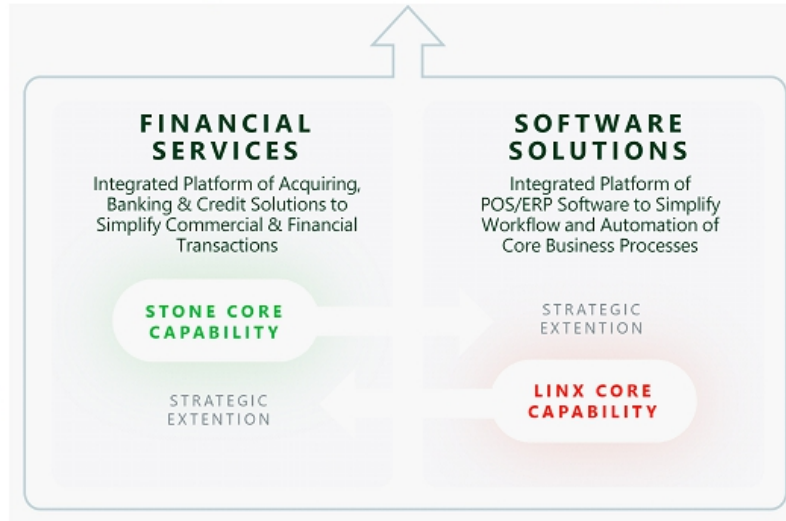 FINANCIAL
SERVICES
Integrated Platform of Acquiring,
Banking & Credit Solutions to
Simplify Commercial & Financial
Transactions
STONE CORE
CAPABILITY
STRATEGIC
EXTENTION
SOFTWARE
SOLUTIONS
Integrated Platform of
POS/ERP Software to Simplify
Workflow and Automation of
Core Business Processes
STRATEGIC
EXTENTION
LINX CORE
CAPABILITY